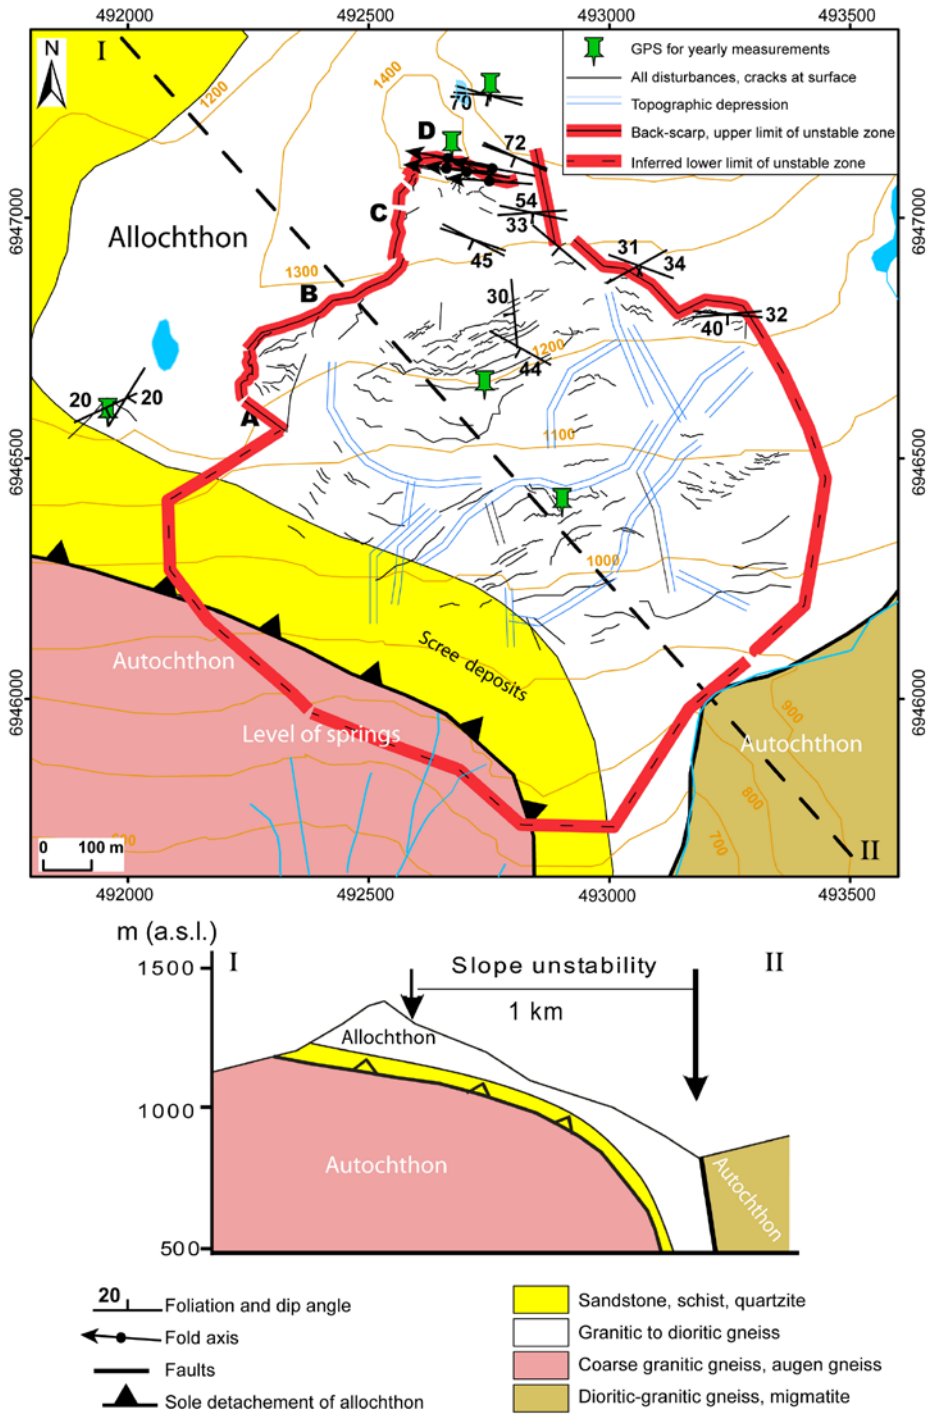 492000
492500
493000
493500
N
I
GPS for yearly measurements
All disturbances, cracks at surface
Topographic depression
Back-scarp, upper limit of unstable zone
Inferred lower limit of unstable zone
1400
1200
70
D
72
6947000
6947000
C
54
33
Allochthon
45
31
34
1300
B
30
32
40
1200
44
20
20
A
1100
6946500
6946500
1000
Scree deposits
Autochthon
6946000
6946000
900
Level of springs
Autochthon
800
700
0
100 m
II
492000
492500
493000
493500
m (a.s.l.)
I
II
1500
Slope unstability
1 km
Allochthon
1000
Autochthon
Autochthon
500
20
Foliation and dip angle
Fold axis
Faults
Sole detachement of allochthon
Sandstone, schist, quartzite
Granitic to dioritic gneiss
Coarse granitic gneiss, augen gneiss
Dioritic-granitic gneiss, migmatite